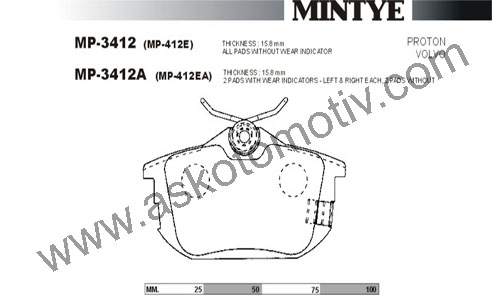 MINTYE
MP-3412 (MP-412E) THICKNESS : 15.8 mm PROTON
ALL PADS WITHOUT WEAR INDICATOR VOLVO
MP-3412A (MP-412EA) THICKNESS : 15.8 mm
2 PADS WITH WEAR INDICATORS - LEFT & RIGHT EACH, 2 PADS WITHOUT
www.askotomotiv.com
MM. 25 50 75 100